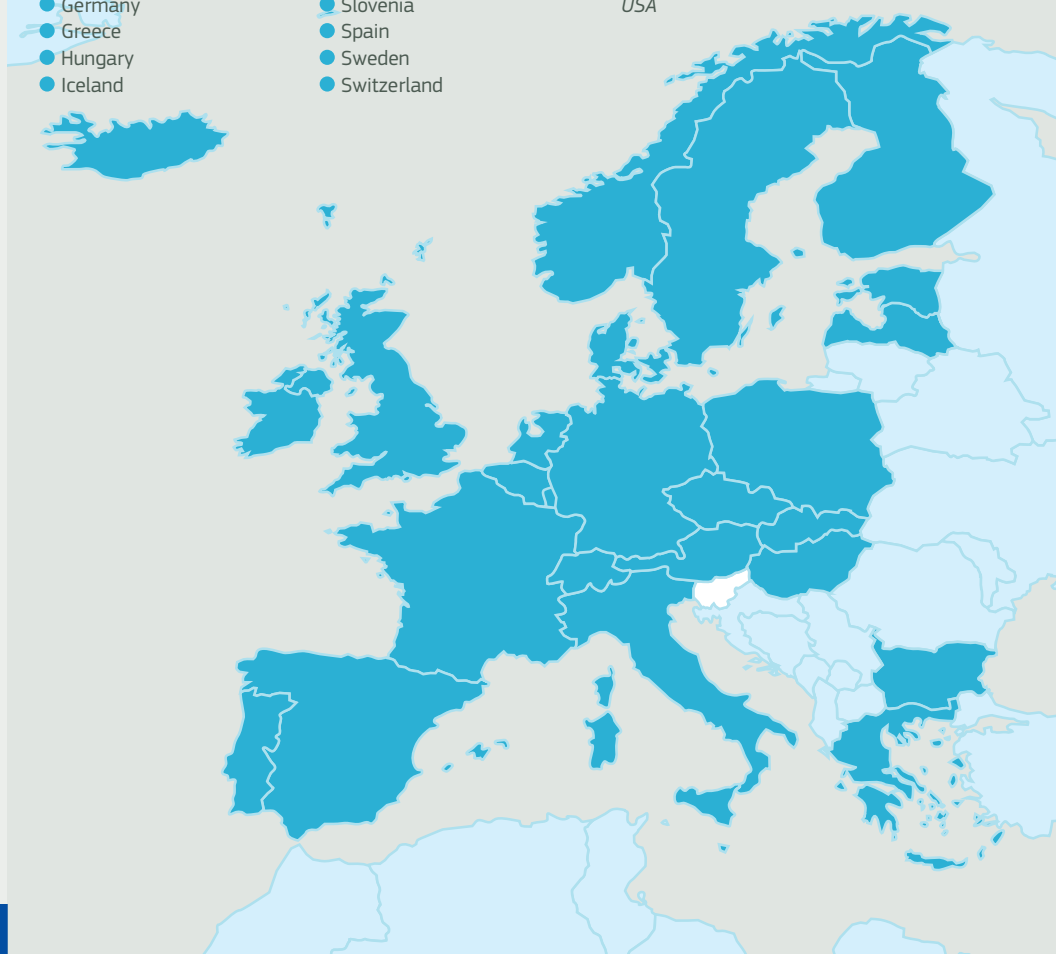 Germany
Greece
Hungary
Iceland
Slovenia
Spain
Sweden
Switzerland
USA